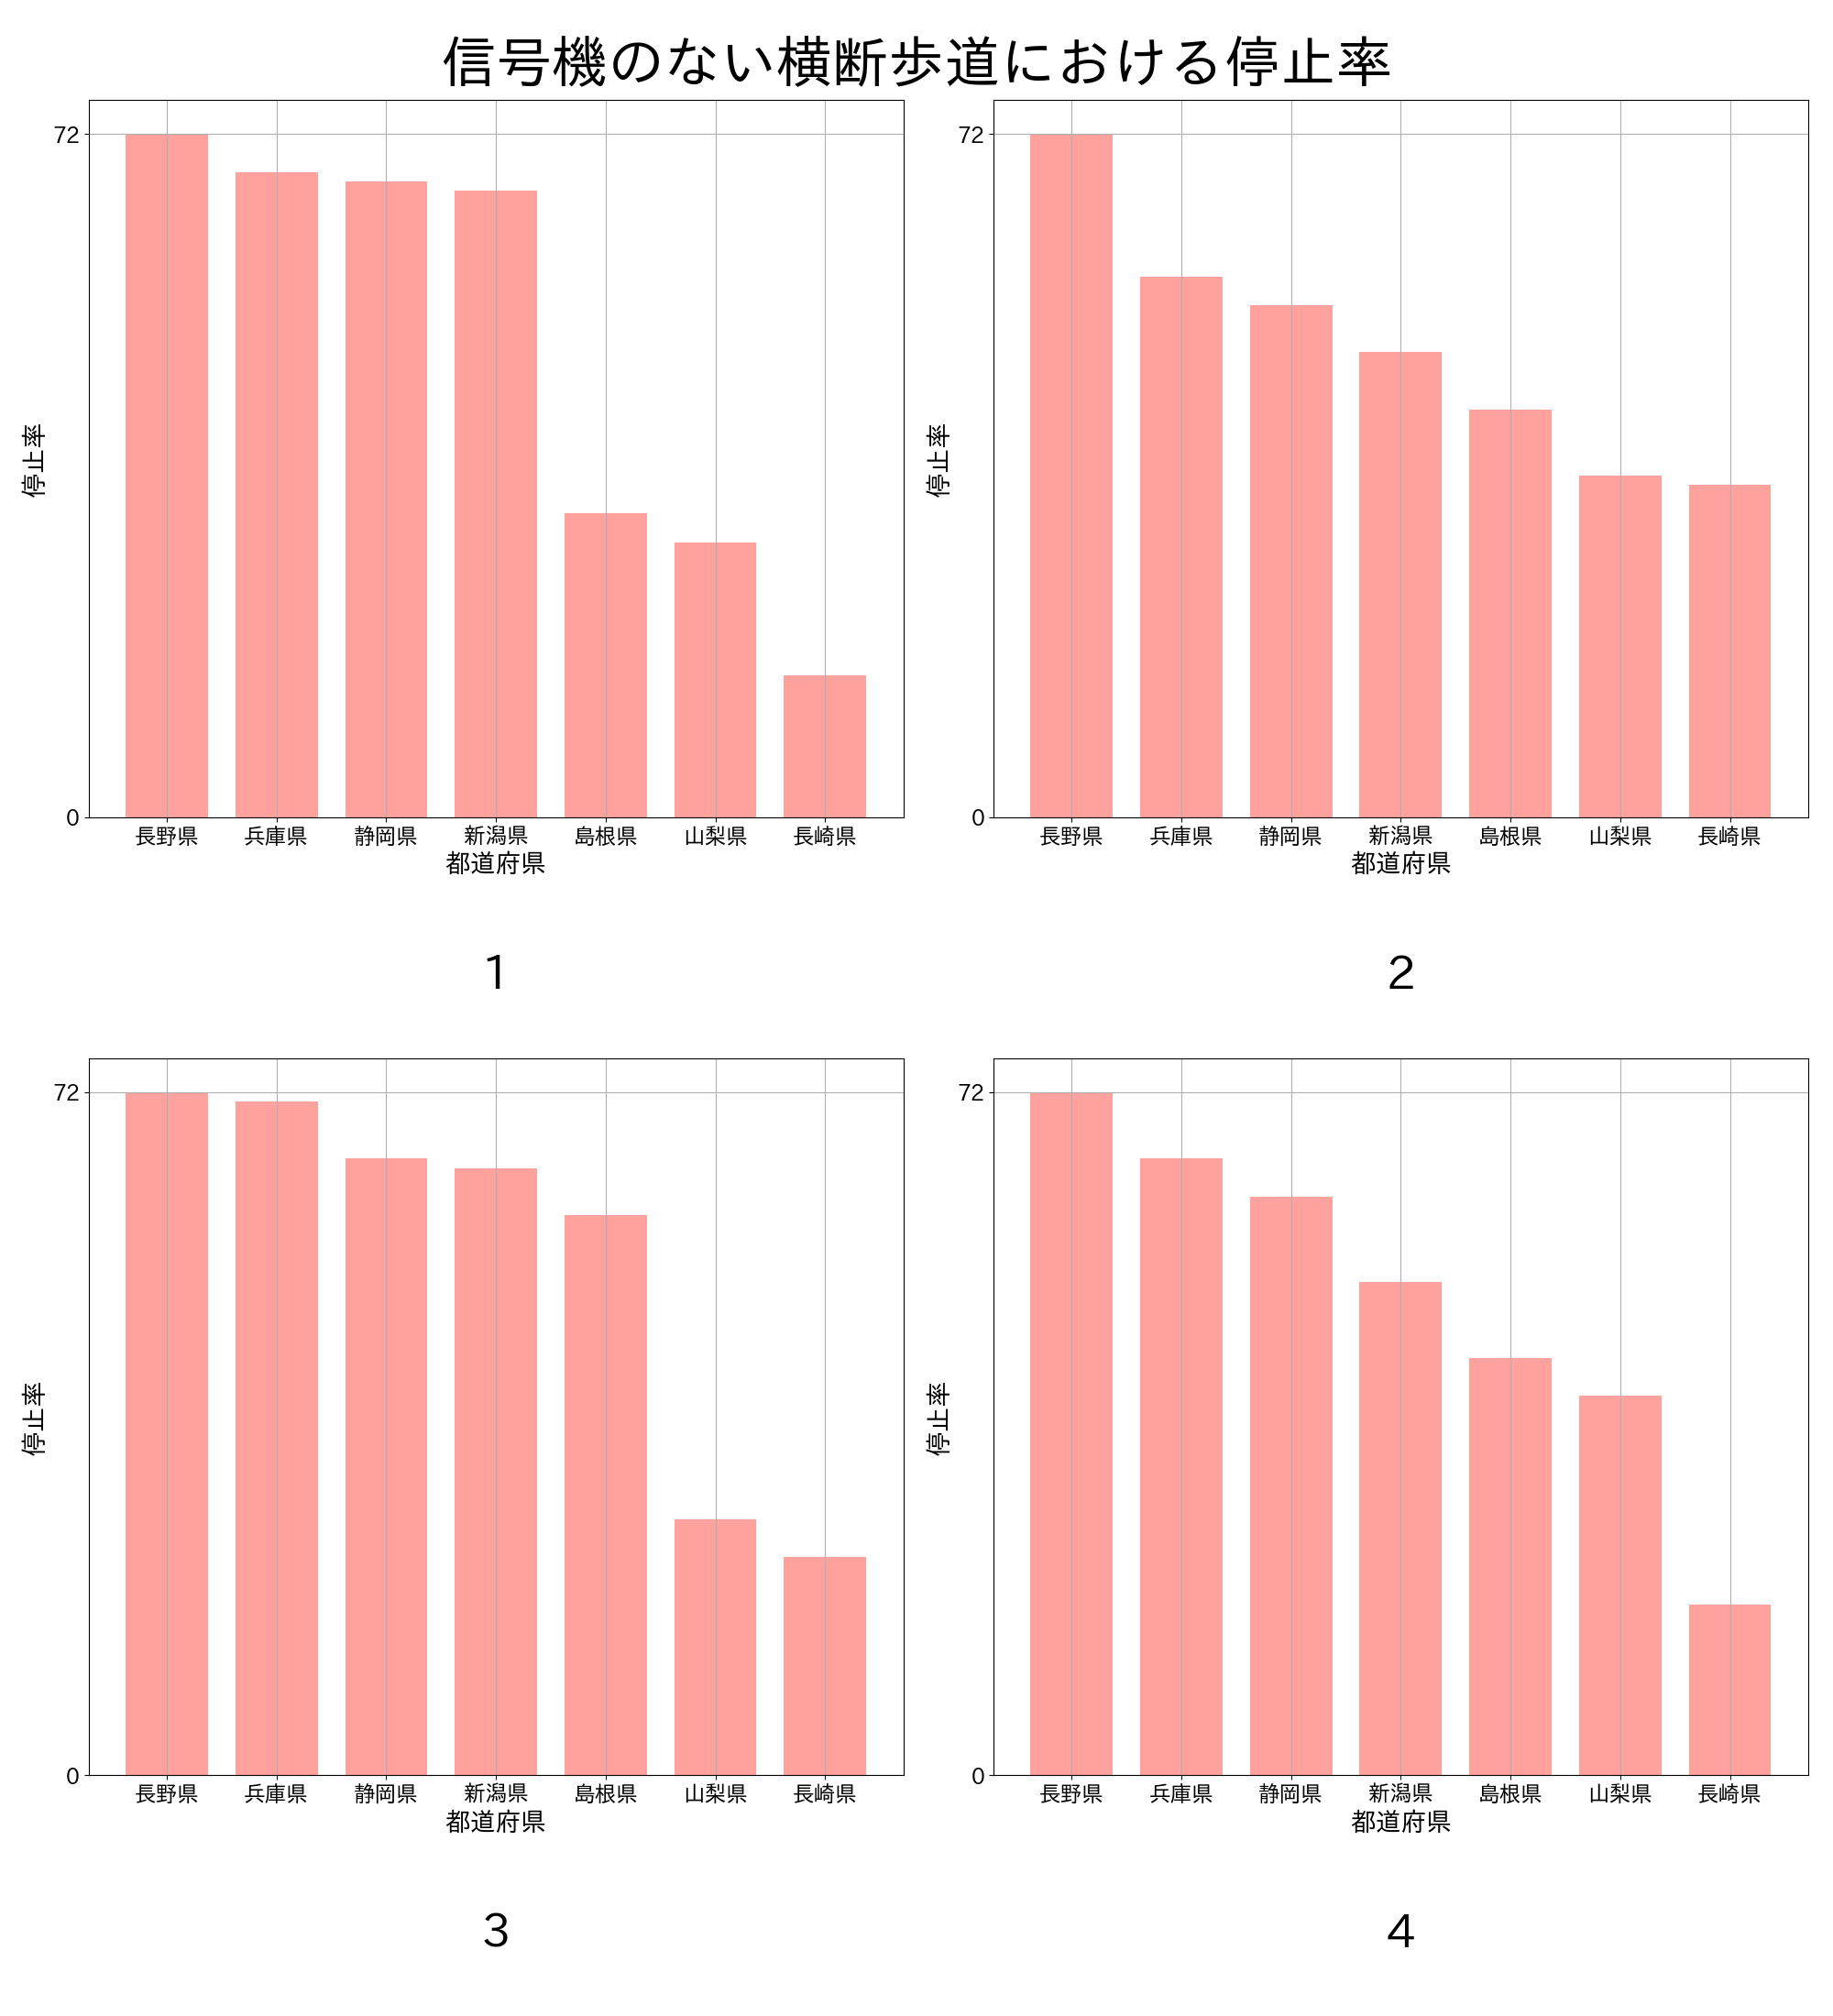 信号機のない横断歩道における停止率
72
0
停止率
長野県 兵庫県 静岡県 新潟県 島根県 山梨県 長崎県
都道府県
1
72
0
停止率
長野県 兵庫県 静岡県 新潟県 島根県 山梨県 長崎県
都道府県
2
72
0
停止率
長野県 兵庫県 静岡県 新潟県 島根県 山梨県 長崎県
都道府県
3
72
0
停止率
長野県 兵庫県 静岡県 新潟県 島根県 山梨県 長崎県
都道府県
4